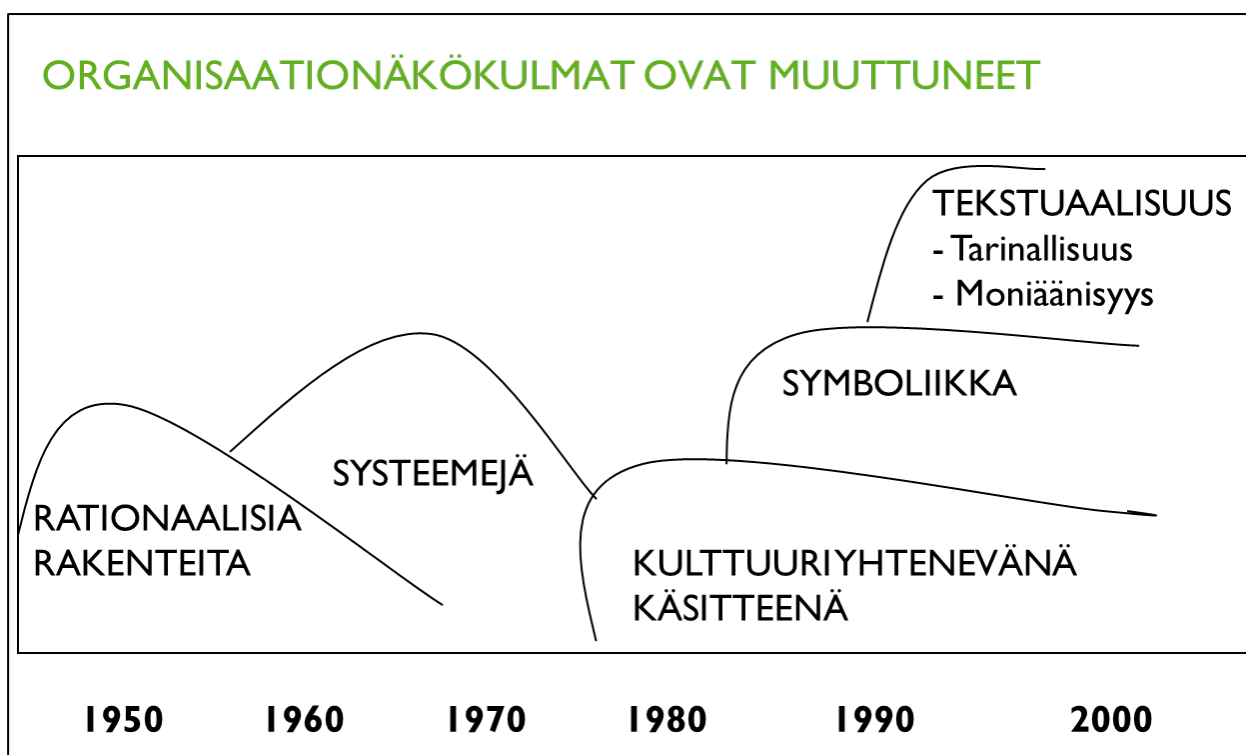 ORGANISAATIONÄKÖKULMAT OVAT MUUTTUNEET
TEKSTUAALISUUS
- Tarinallisuus
- Moniäänisyys
SYMBOLIIKKA
SYSTEEMEJÄ
RATIONAALISIA
RAKENTEITA
KULTTUURIYHTENEVÄNÄ
KÄSITTEENÄ
1950 1960 1970 1980 1990 2000